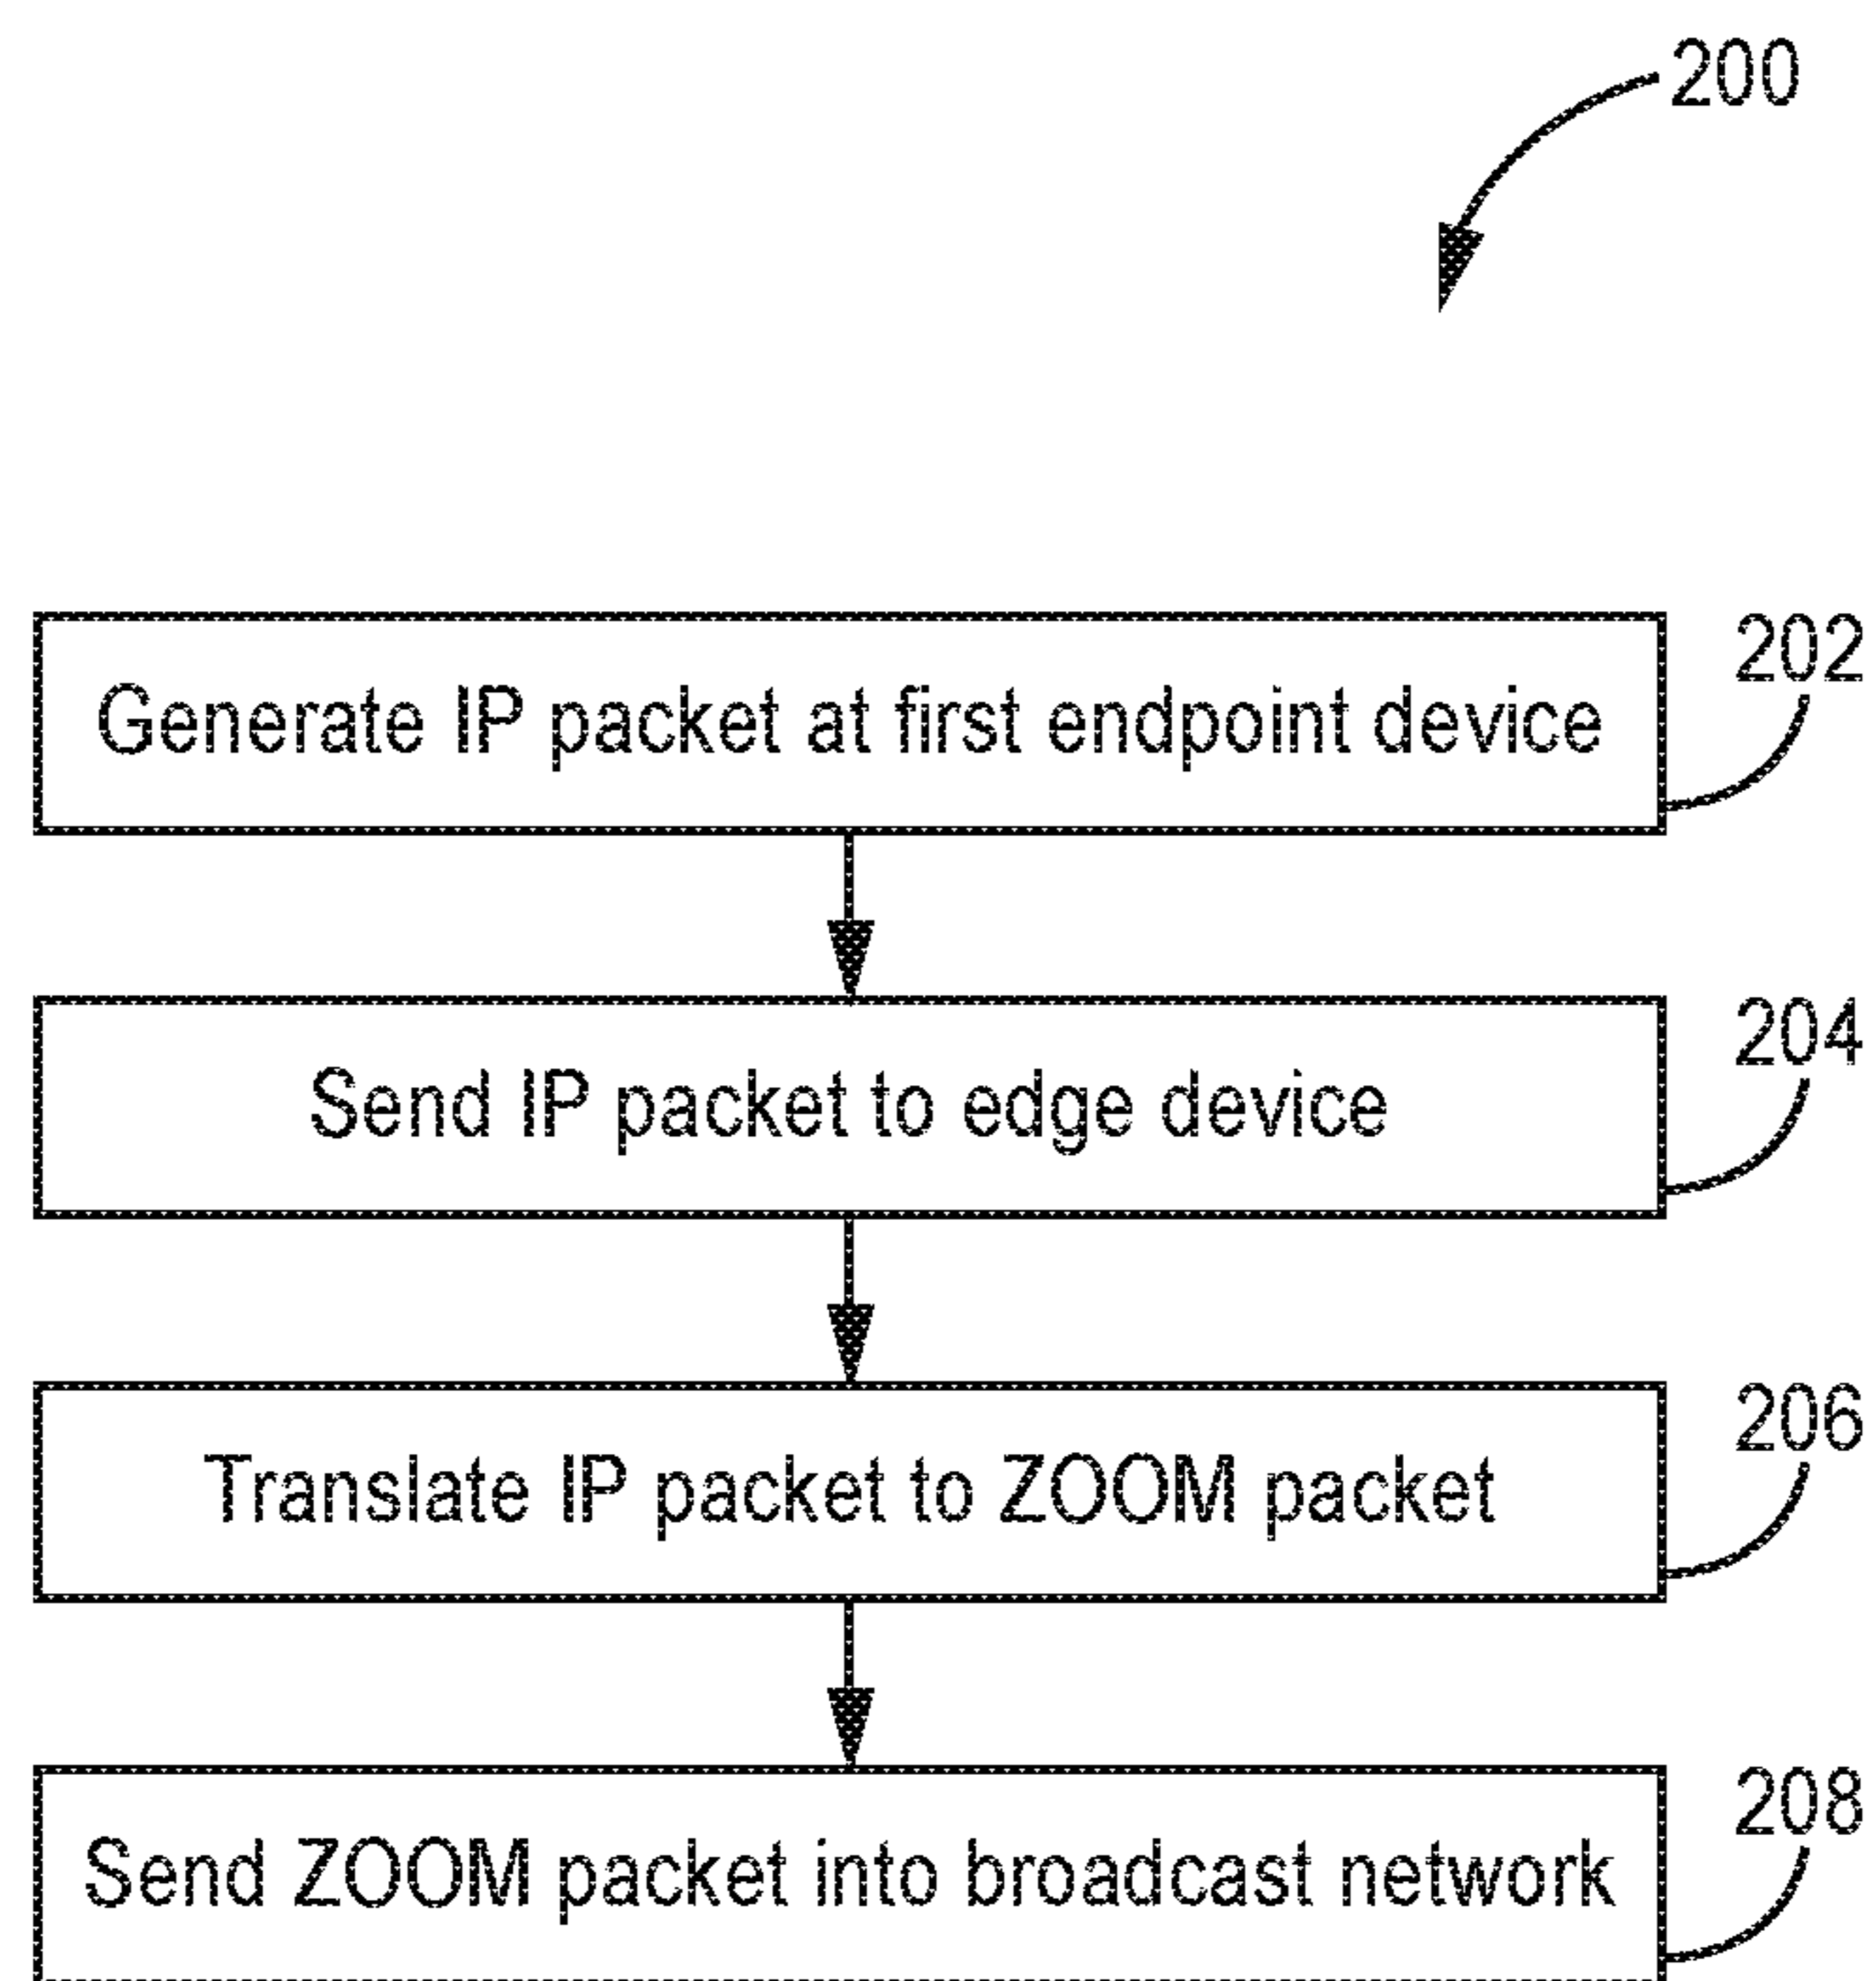 200
202
Generate IP packet at first endpoint device
204
Send IP packet to edge device
206
Translate IP packet to ZOOM packet
208
Send ZOOM packet into broadcast network